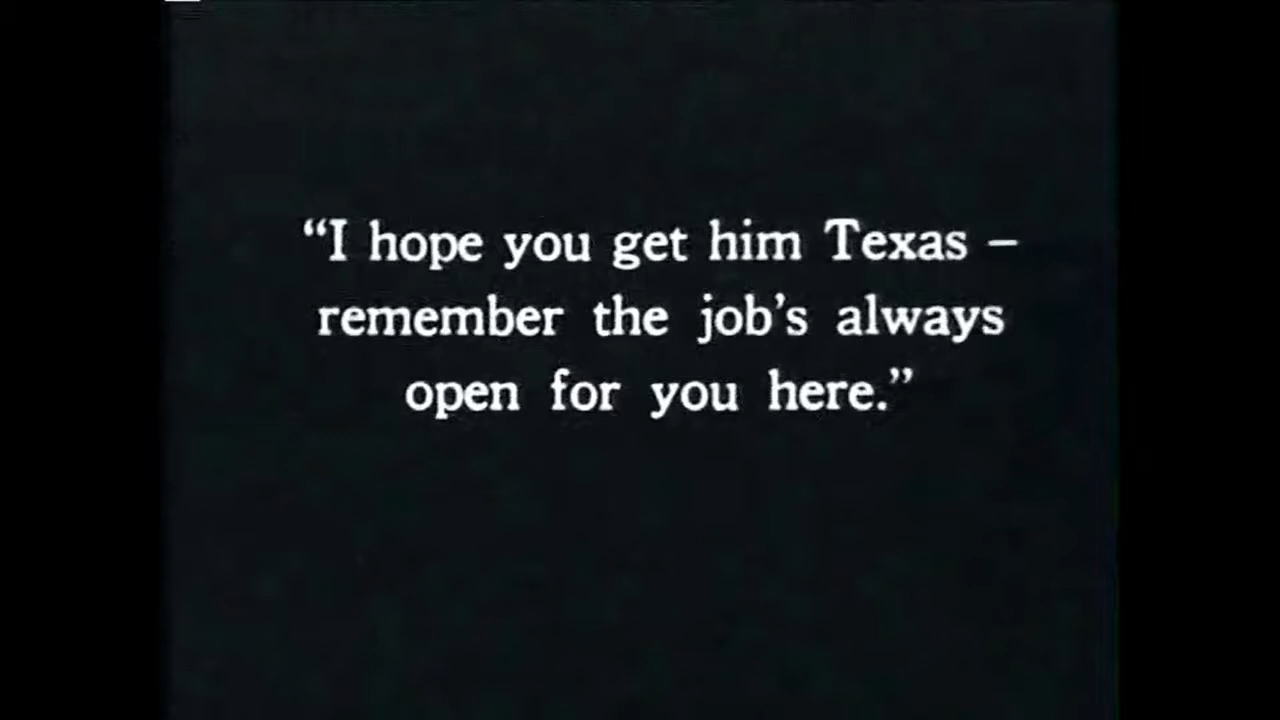 “I hope you get him Texas –
remember the job’s always
open for you here.”